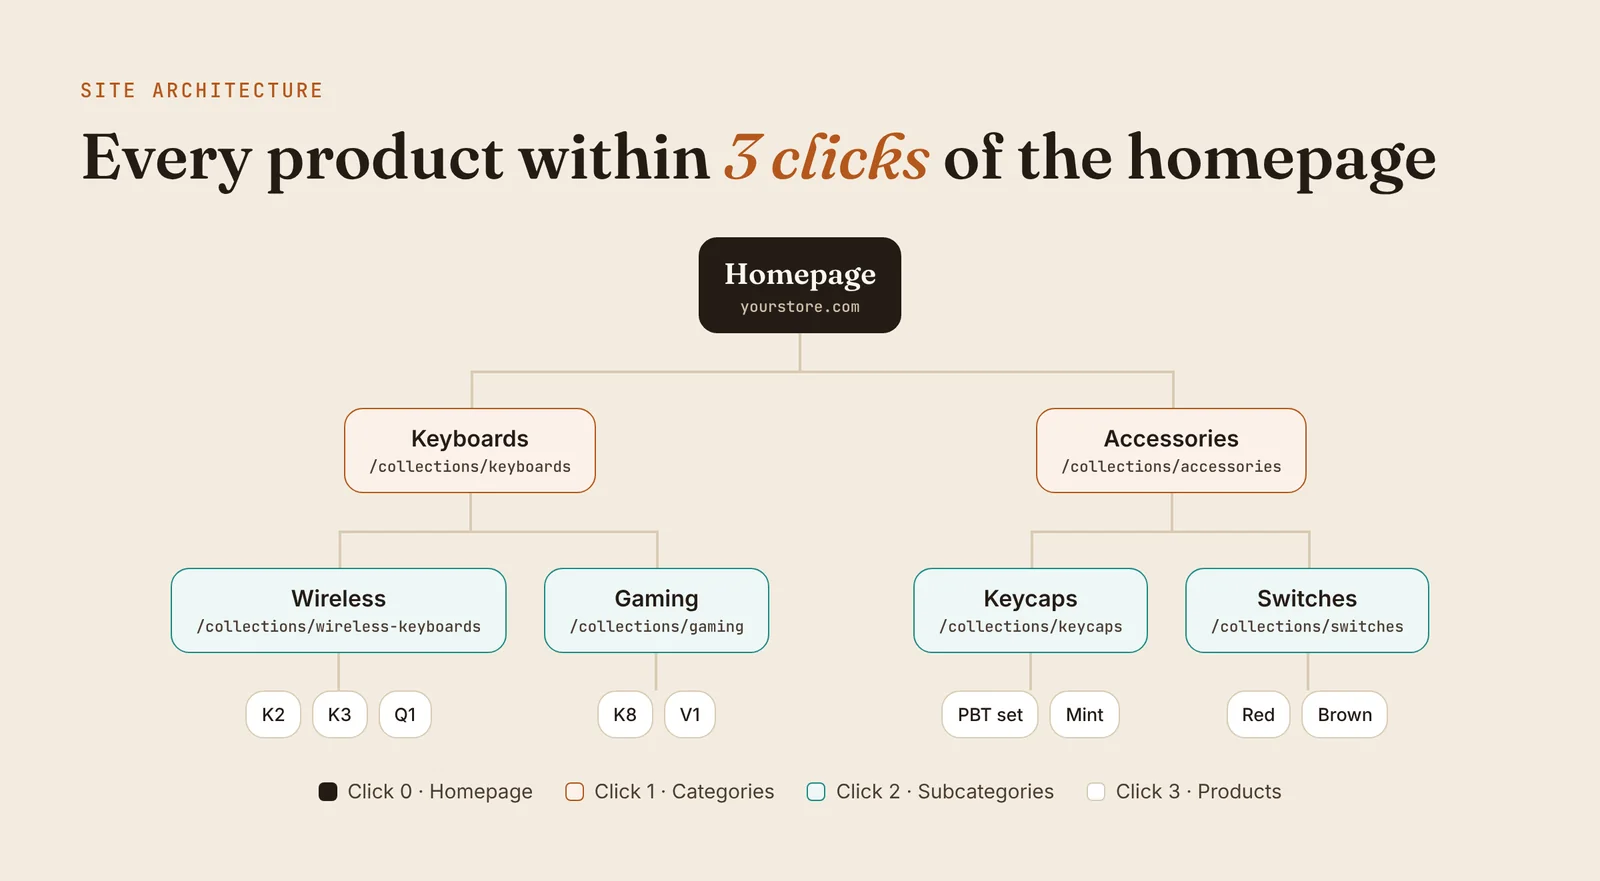 SITE ARCHITECTURE
Every product within 3 clicks of the homepage
Homepage
yourstore.com
Keyboards
/collections/keyboards
Accessories
/collections/accessories
Wireless
/collections/wireless-keyboards
Gaming
/collections/gaming
Keycaps
/collections/keycaps
Switches
/collections/switches
K2
K3
Q1
K8
V1
PBT set
Mint
Red
Brown
Click 0 · Homepage
Click 1 · Categories
Click 2 · Subcategories
Click 3 · Products